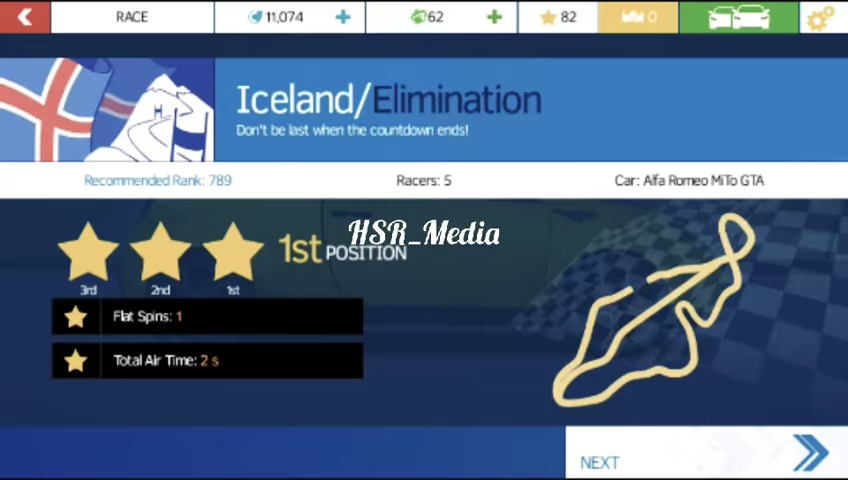 RACE
11,074
62
82
0
Iceland/Elimination
Don't be last when the countdown ends!
Recommended Rank: 789
Racers: 5
Car: Alfa Romeo MiTo GTA
HSR_Media
1st POSITION
3rd
2nd
1st
Flat Spins: 1
Total Air Time: 2 s
NEXT